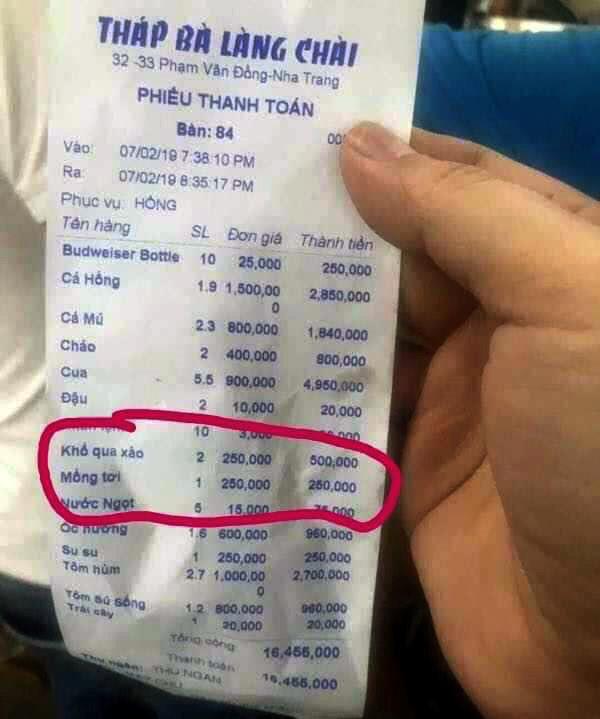 THÁP BÀ LÀNG CHÀI
32 -33 Phạm Văn Đồng-Nha Trang
PHIẾU THANH TOÁN
Bàn: 84
Vào: 07/02/19 7:38:10 PM
Ra: 07/02/19 8:35:17 PM
Phục vụ: HỒNG
Tên hàng SL Đơn giá Thành tiền
Budweiser Bottle 10 25,000 250,000
Cá Hồng 1.9 1,500,00 2,850,000
0
Cá Mú 2.3 800,000 1,840,000
Cháo 2 400,000 800,000
Cua 5.5 900,000 4,950,000
Đậu 2 10,000 20,000
10 3,000
Khổ qua xào 2 250,000 500,000
Mồng tơi 1 250,000 250,000
Nước Ngọt 5 15,000 75,000
Ốc hương 1.6 600,000 960,000
Su su 1 250,000 250,000
Tôm hùm 2.7 1,000,00 2,700,000
0
Tôm Sú Sống 1.2 800,000 960,000
Trái cây 1 20,000 20,000
Tổng cộng 16,455,000
Thanh toán 16,455,000
Thu ngân: THU NGAN